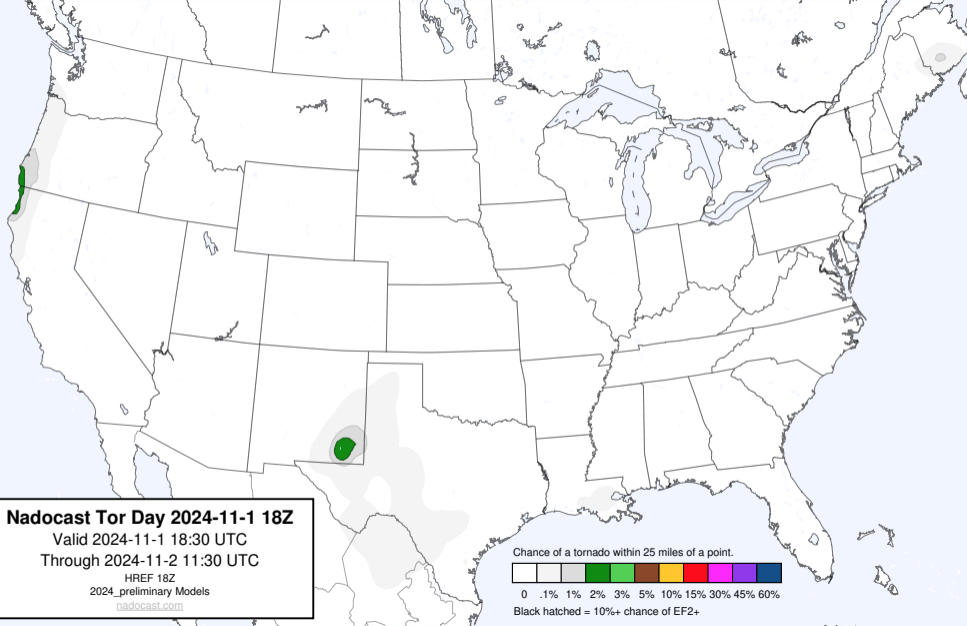 Nadocast Tor Day 2024-11-1 18Z
Valid 2024-11-1 18:30 UTC
Through 2024-11-2 11:30 UTC
HREF 18Z
2024_preliminary Models
nadocast.com
Chance of a tornado within 25 miles of a point.
0 .1% 1% 2% 3% 5% 10% 15% 30% 45% 60%
Black hatched = 10%+ chance of EF2+